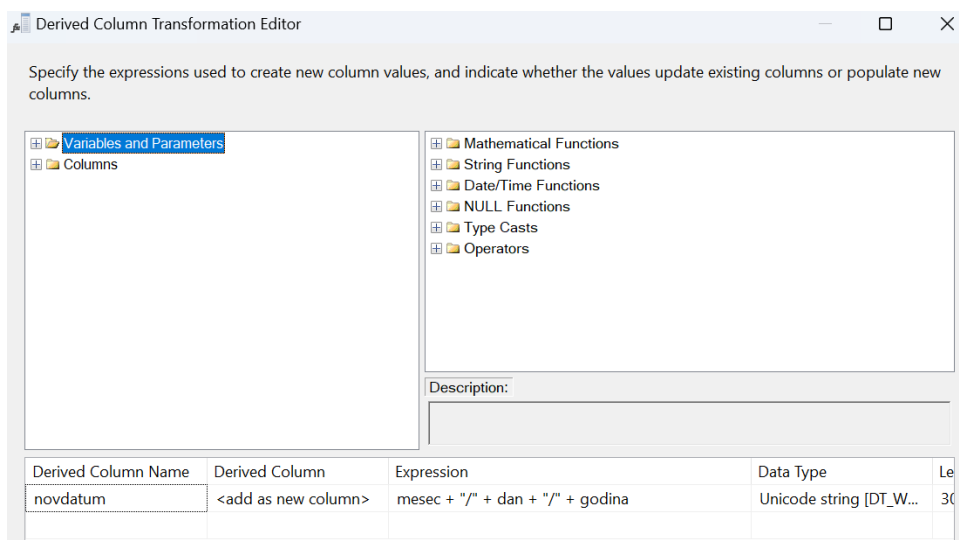 Derived Column Transformation Editor
Specify the expressions used to create new column values, and indicate whether the values update existing columns or populate new
columns.
Variables and Parameters
Columns
Mathematical Functions
String Functions
Date/Time Functions
NULL Functions
Type Casts
Operators
Description:
Derived Column Name Derived Column Expression Data Type Le
novdatum <add as new column> mesec + "/" + dan + "/" + godina Unicode string [DT_W... 30